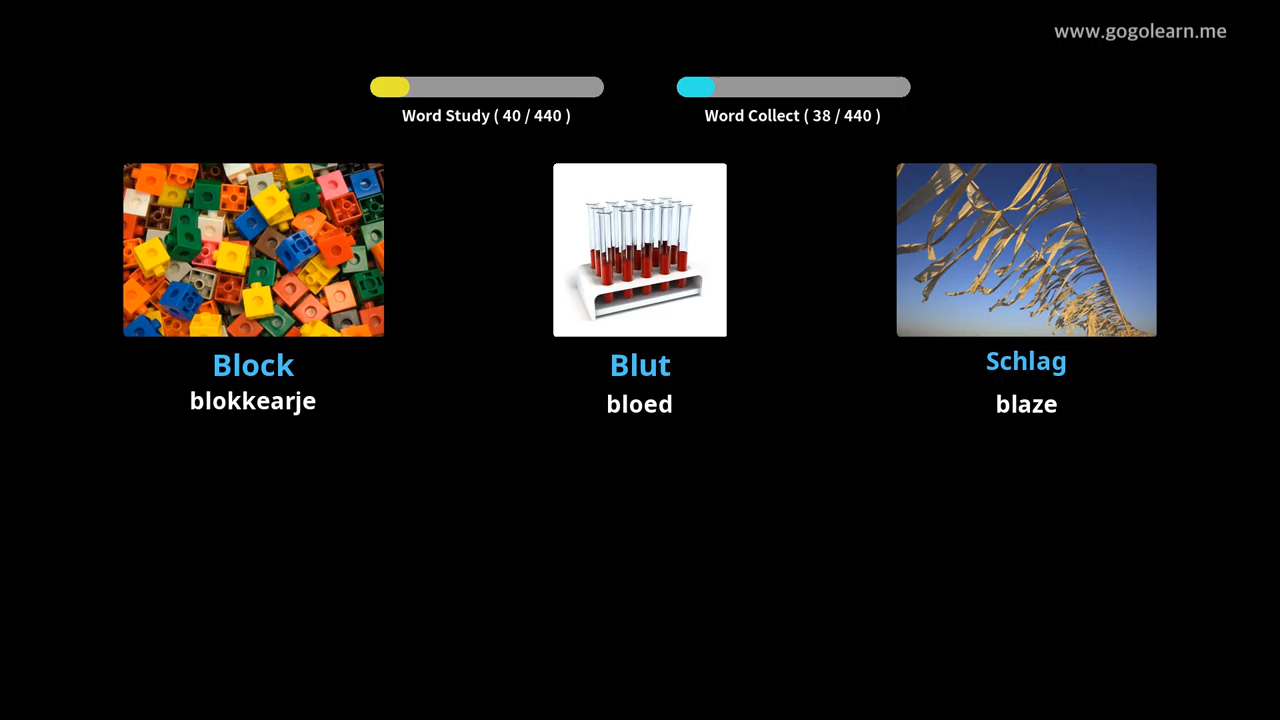 www.gogolearn.me
Word Study ( 40 / 440 )
Word Collect ( 38 / 440 )
Block
blokkearje
Blut
bloed
Schlag
blaze